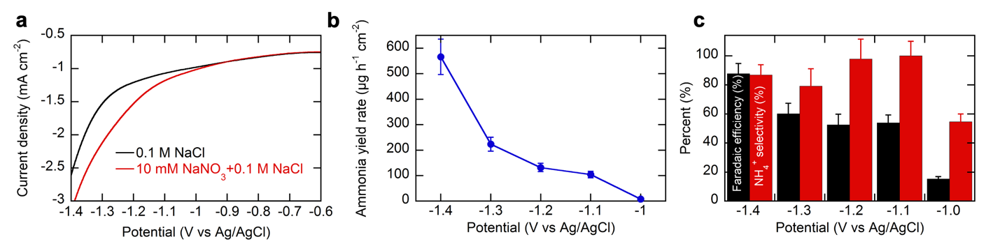 a
Current density (mA cm⁻²)
-0.5
-1
-1.5
-2
-2.5
-3
0.1 M NaCl
10 mM NaNO₃+0.1 M NaCl
-1.4 -1.3 -1.2 -1.1 -1 -0.9 -0.8 -0.7 -0.6
Potential (V vs Ag/AgCl)
b
Ammonia yield rate (µg h⁻¹ cm⁻²)
600
500
400
300
200
100
0
-1.4 -1.3 -1.2 -1.1 -1
Potential (V vs Ag/AgCl)
c
Percent (%)
100
80
60
40
20
0
Faradaic efficiency (%)
NH₄⁺ selectivity (%)
-1.4 -1.3 -1.2 -1.1 -1.0
Potential (V vs Ag/AgCl)